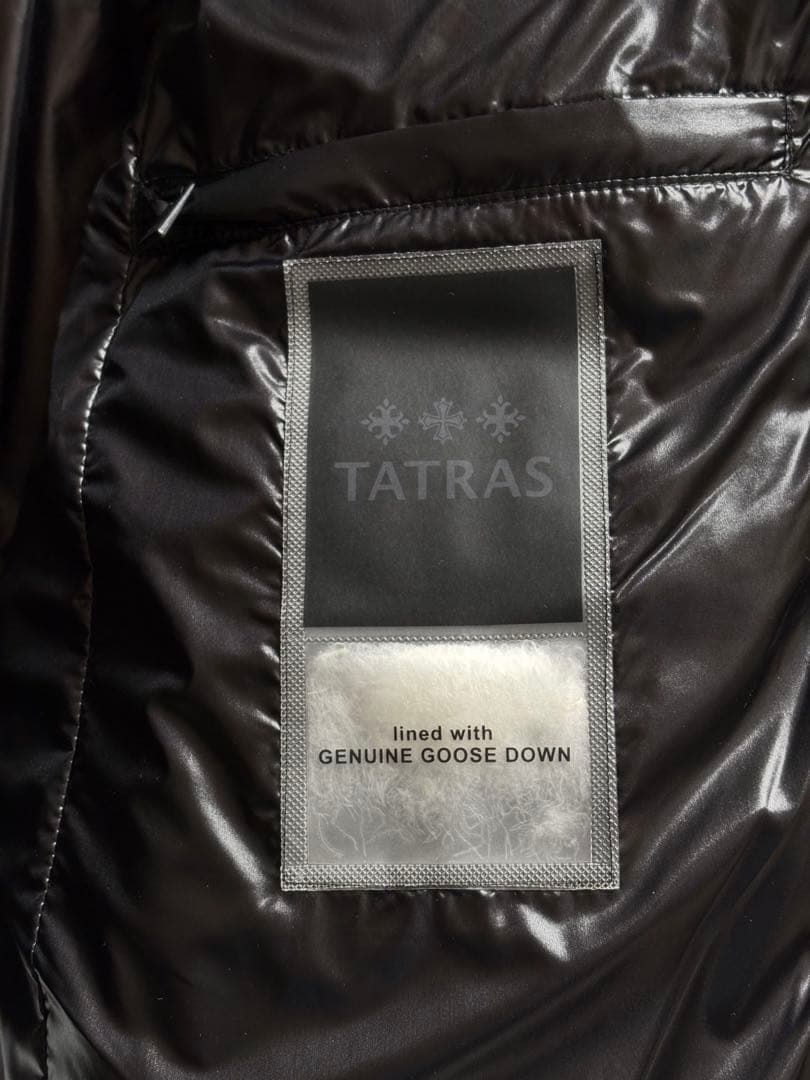 TATRAS
lined with
GENUINE GOOSE DOWN